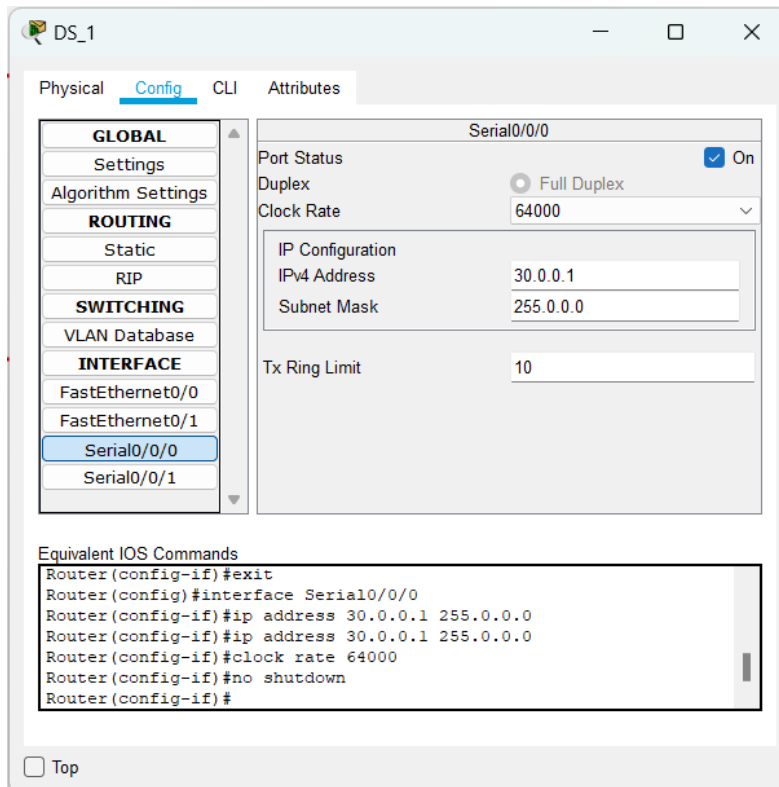 DS_1
Physical Config CLI Attributes
GLOBAL
Settings
Algorithm Settings
ROUTING
Static
RIP
SWITCHING
VLAN Database
INTERFACE
FastEthernet0/0
FastEthernet0/1
Serial0/0/0
Serial0/0/1
Serial0/0/0
Port Status On
Duplex Full Duplex
Clock Rate 64000
IP Configuration
IPv4 Address 30.0.0.1
Subnet Mask 255.0.0.0
Tx Ring Limit 10
Equivalent IOS Commands
Router(config-if)#exit
Router(config)#interface Serial0/0/0
Router(config-if)#ip address 30.0.0.1 255.0.0.0
Router(config-if)#ip address 30.0.0.1 255.0.0.0
Router(config-if)#clock rate 64000
Router(config-if)#no shutdown
Router(config-if)#
Top